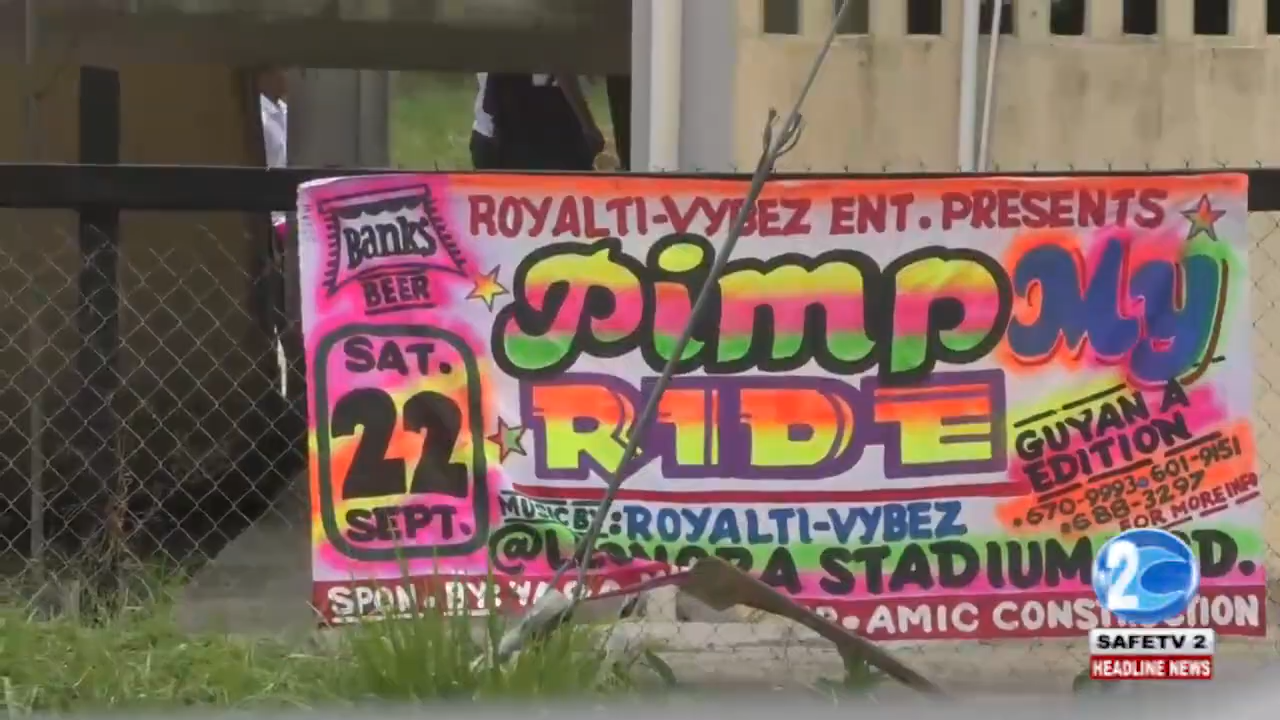 ROYALTI-VYBEZ ENT. PRESENTS
Banks
BEER
Pimp My
RIDE
SAT.
22
SEPT.
GUYANA
EDITION
670-9993 • 601-9151
688-3297
FOR MORE INFO
MUSIC BY: ROYALTI-VYBEZ
@ LEONORA STADIUM
SPON. BY:
AMIC CONSTRUCTION
2
SAFETV 2
HEADLINE NEWS